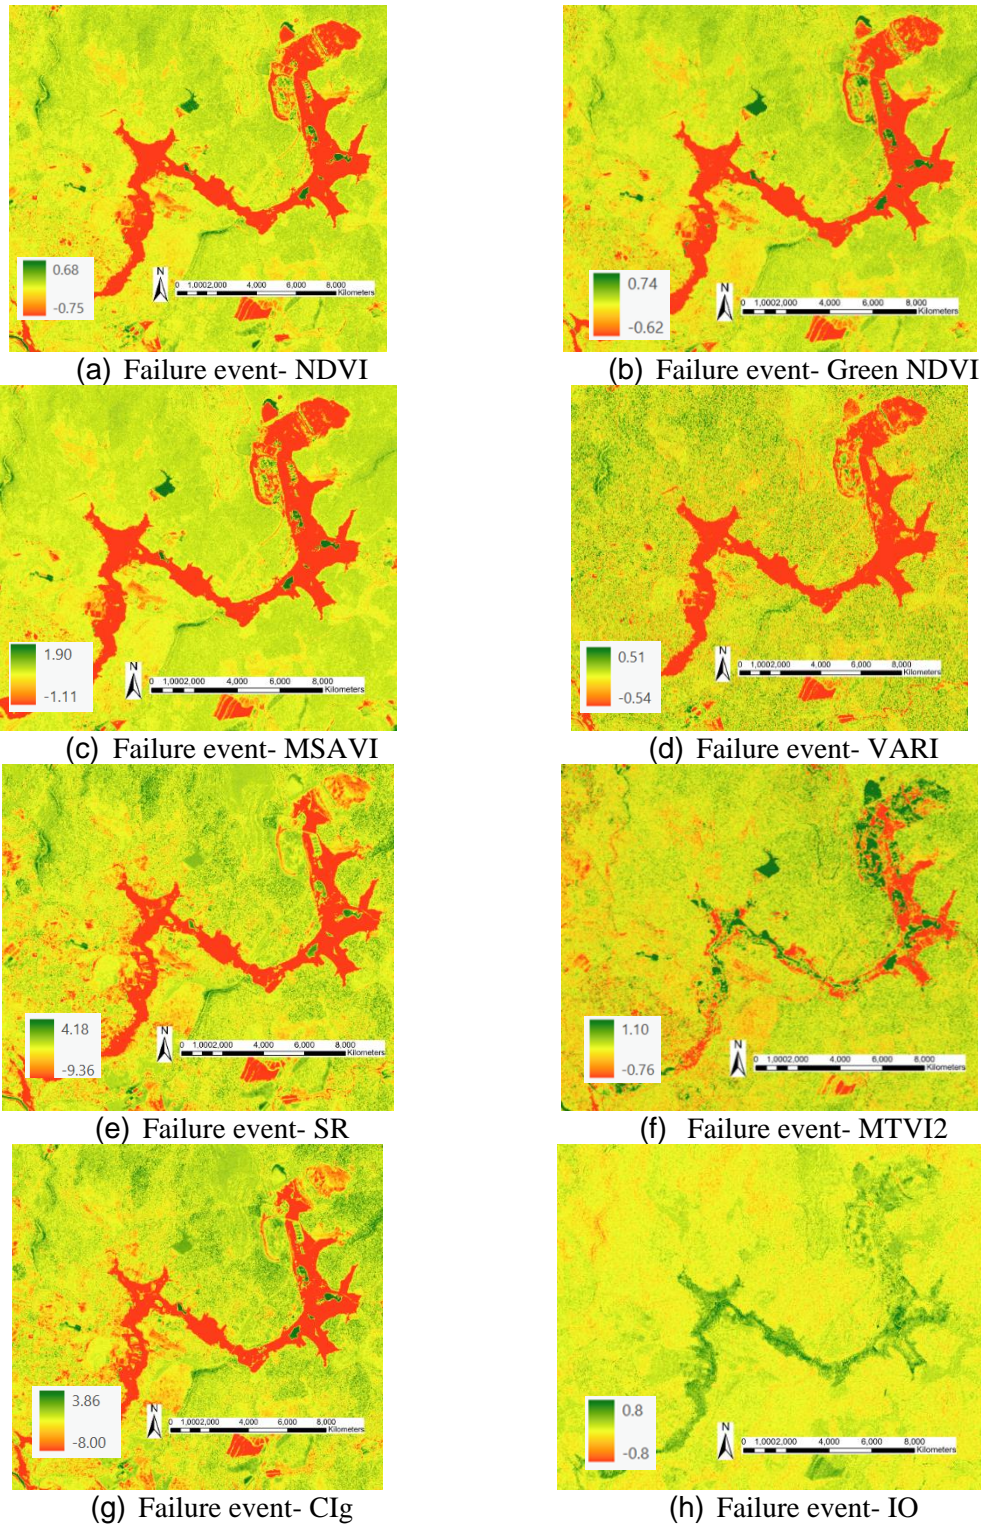 0.68
-0.75
N
0 1,0002,000 4,000 6,000 8,000
Kilometers
(a) Failure event- NDVI
0.74
-0.62
N
0 1,0002,000 4,000 6,000 8,000
Kilometers
(b) Failure event- Green NDVI
1.90
-1.11
N
0 1,0002,000 4,000 6,000 8,000
Kilometers
(c) Failure event- MSAVI
0.51
-0.54
N
0 1,0002,000 4,000 6,000 8,000
Kilometers
(d) Failure event- VARI
4.18
-9.36
N
0 1,0002,000 4,000 6,000 8,000
Kilometers
(e) Failure event- SR
1.10
-0.76
N
0 1,0002,000 4,000 6,000 8,000
Kilometers
(f) Failure event- MTVI2
3.86
-8.00
N
0 1,0002,000 4,000 6,000 8,000
Kilometers
(g) Failure event- CIg
0.8
-0.8
N
0 1,0002,000 4,000 6,000 8,000
Kilometers
(h) Failure event- IO